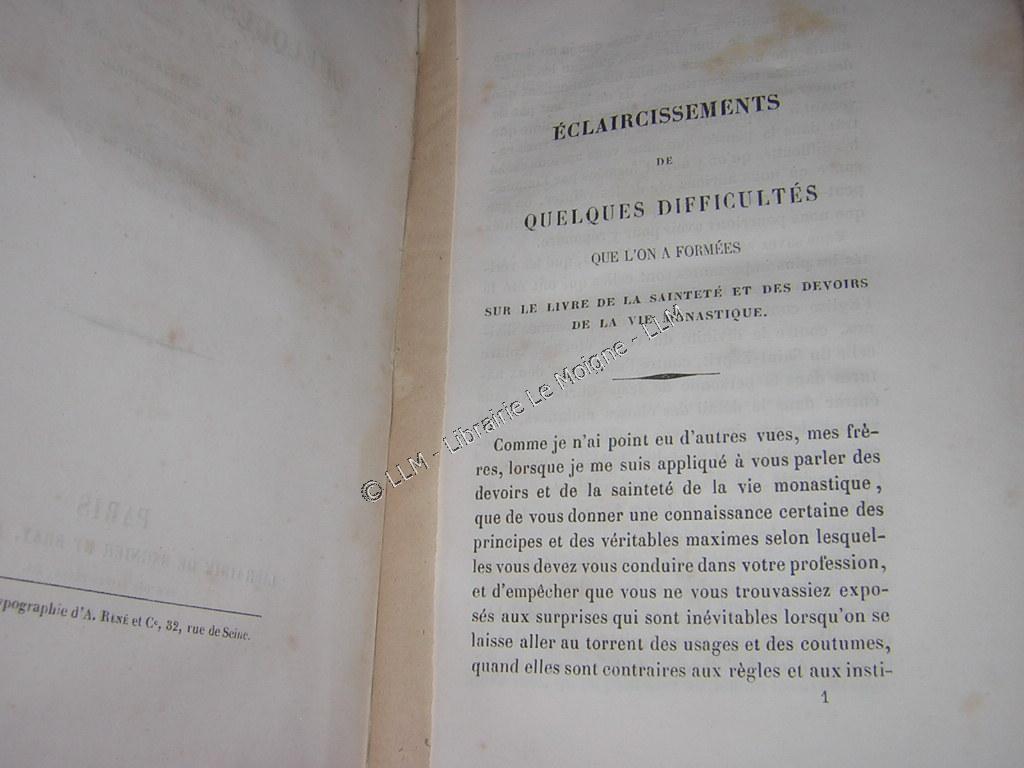 ypographie d'A. RENÉ et Cᵉ, 32, rue de Seine.
ÉCLAIRCISSEMENTS
DE
QUELQUES DIFFICULTÉS
QUE L'ON A FORMÉES
SUR LE LIVRE DE LA SAINTETÉ ET DES DEVOIRS
DE LA VIE MONASTIQUE.
Comme je n'ai point eu d'autres vues, mes frè-
res, lorsque je me suis appliqué à vous parler des
devoirs et de la sainteté de la vie monastique,
que de vous donner une connaissance certaine des
principes et des véritables maximes selon lesquel-
les vous devez vous conduire dans votre profession,
et d'empêcher que vous ne vous trouvassiez expo-
sés aux surprises qui sont inévitables lorsqu'on se
laisse aller au torrent des usages et des coutumes,
quand elles sont contraires aux règles et aux insti-
1
© LLM - Librairie Le Moigne - LLM